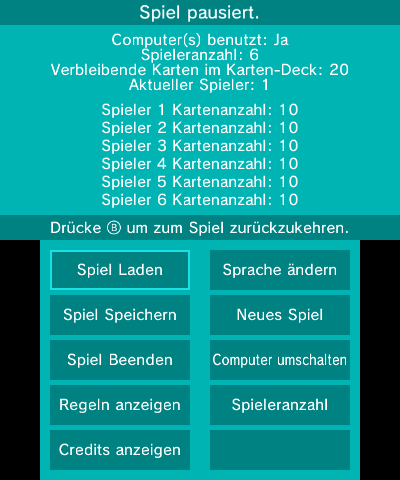 Spiel pausiert.
Computer(s) benutzt: Ja
Spieleranzahl: 6
Verbleibende Karten im Karten-Deck: 20
Aktueller Spieler: 1
Spieler 1 Kartenanzahl: 10
Spieler 2 Kartenanzahl: 10
Spieler 3 Kartenanzahl: 10
Spieler 4 Kartenanzahl: 10
Spieler 5 Kartenanzahl: 10
Spieler 6 Kartenanzahl: 10
Drücke Ⓑ um zum Spiel zurückzukehren.
Spiel Laden
Sprache ändern
Spiel Speichern
Neues Spiel
Spiel Beenden
Computer umschalten
Regeln anzeigen
Spieleranzahl
Credits anzeigen